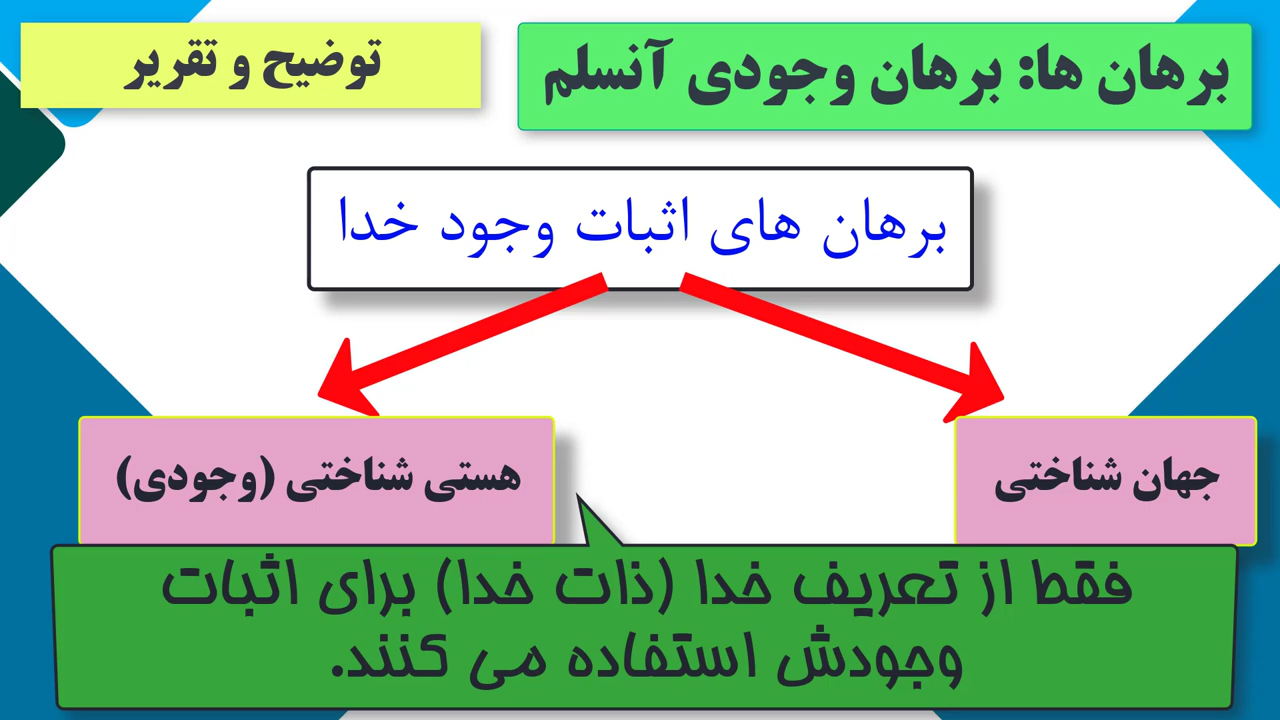 برهان ها: برهان وجودی آنسلم
توضیح و تقریر
برهان های اثبات وجود خدا
جهان شناختی
هستی شناختی (وجودی)
فقط از تعریف خدا (ذات خدا) برای اثبات
وجودش استفاده می کنند.